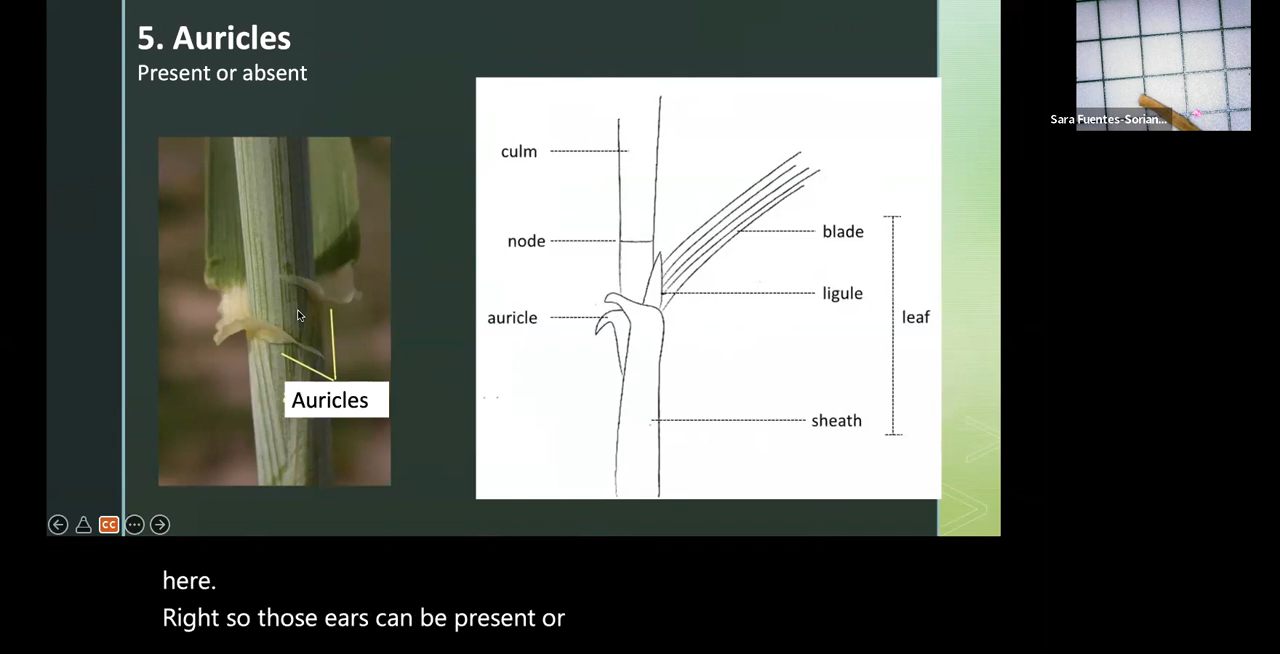 5. Auricles
Present or absent
culm
node
auricle
blade
ligule
leaf
sheath
Auricles
Sara Fuentes-Sorian...
CC
here.
Right so those ears can be present or